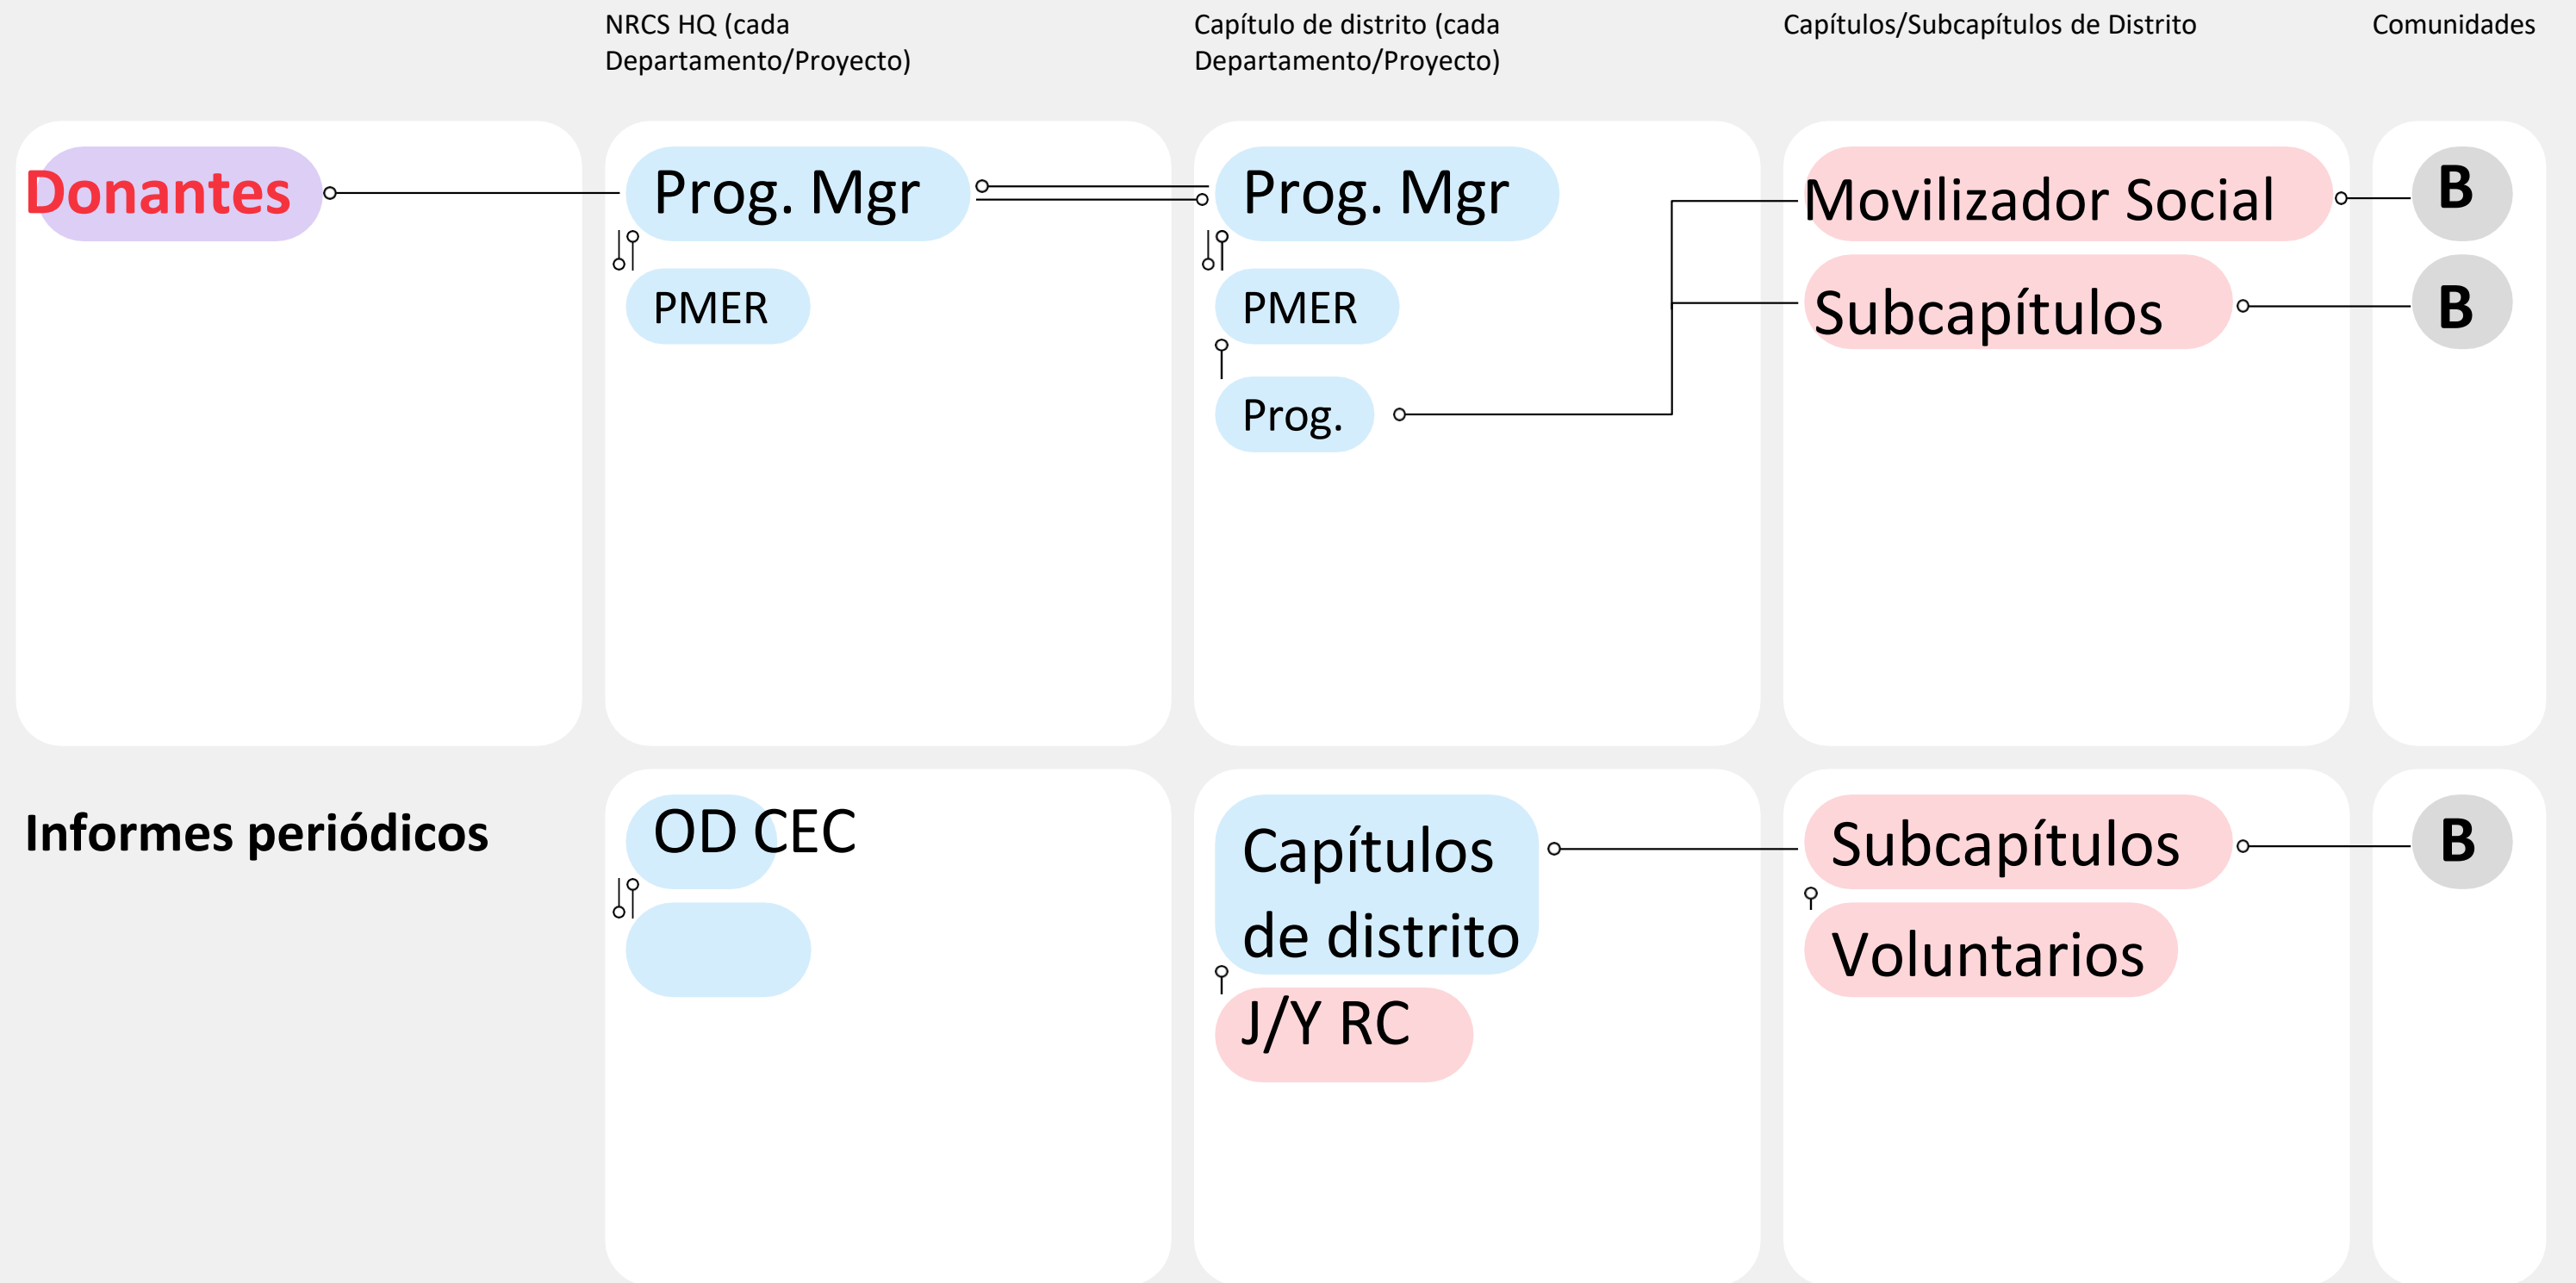 NRCS HQ (cada
Departamento/Proyecto)
Capítulo de distrito (cada
Departamento/Proyecto)
Capítulos/Subcapítulos de Distrito
Comunidades
Donantes
Prog. Mgr
PMER
Prog. Mgr
PMER
Prog.
Movilizador Social
Subcapítulos
B
B
Informes periódicos
OD CEC
Capítulos
de distrito
J/Y RC
Subcapítulos
Voluntarios
B